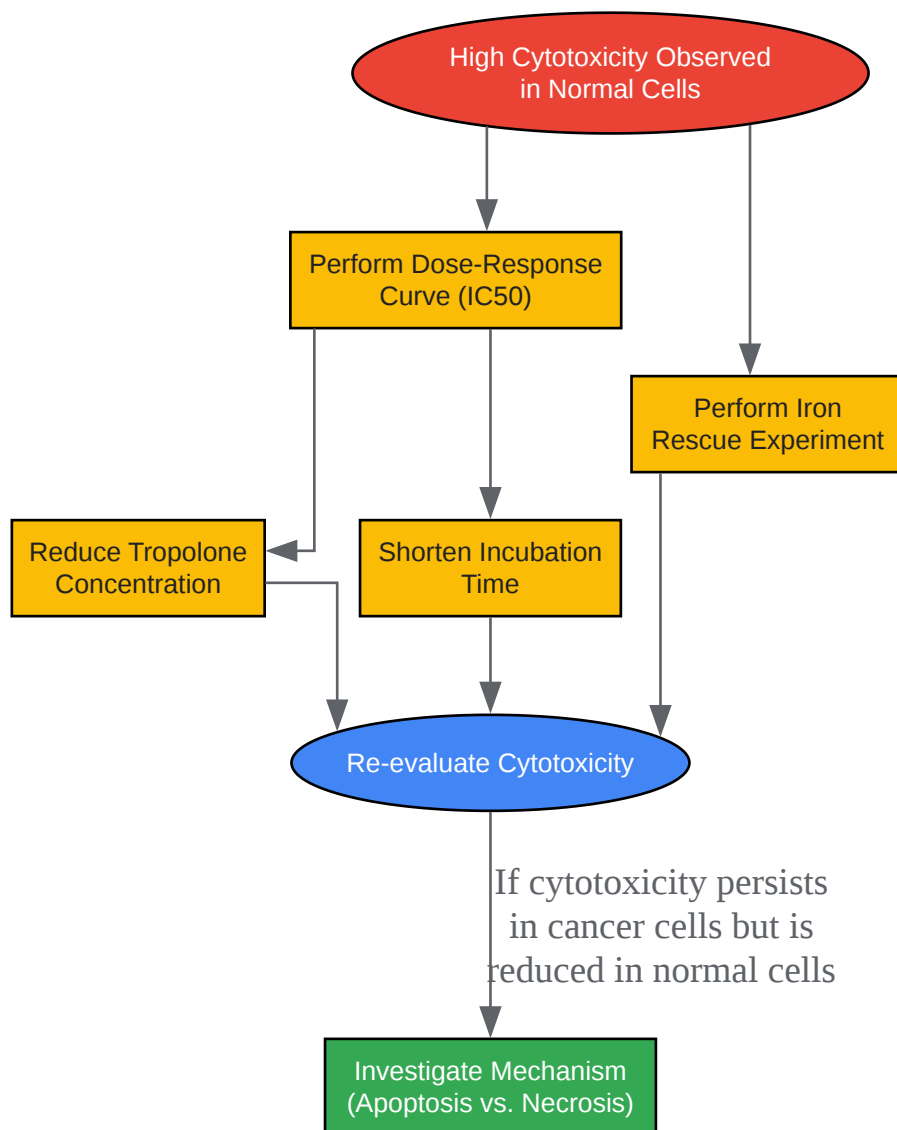 High Cytotoxicity Observed
in Normal Cells
Perform Dose-Response
Curve (IC50)
Perform Iron
Rescue Experiment
Reduce Tropolone
Concentration
Shorten Incubation
Time
Re-evaluate Cytotoxicity
If cytotoxicity persists
in cancer cells but is
reduced in normal cells
Investigate Mechanism
(Apoptosis vs. Necrosis)